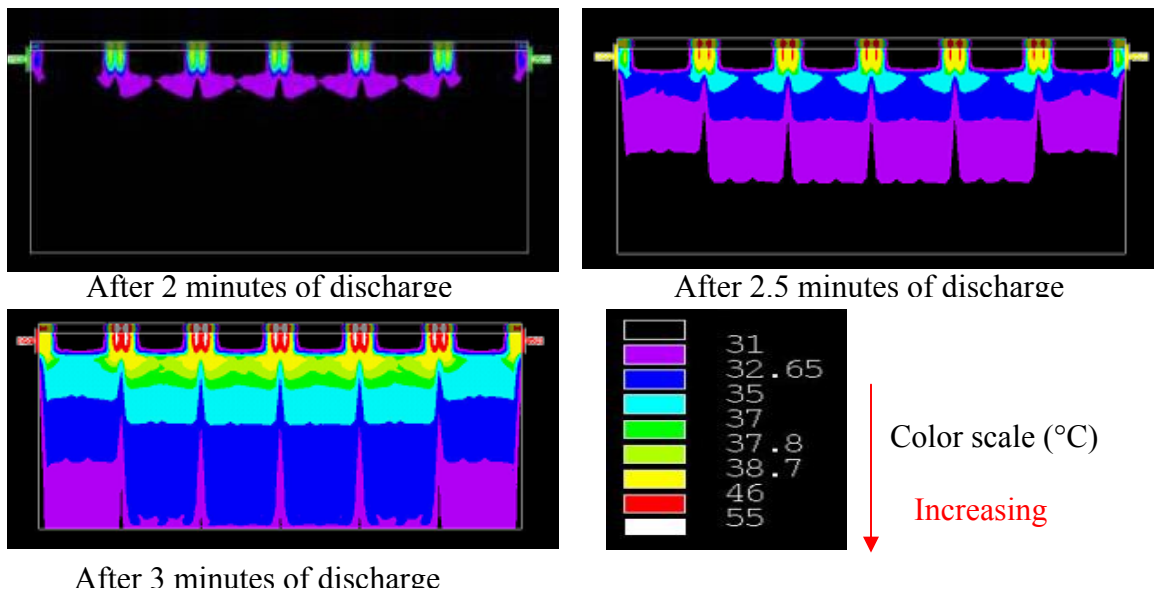 After 2 minutes of discharge
After 2.5 minutes of discharge
31
32.65
35
37
37.8
38.7
46
55
Color scale (°C)
Increasing
After 3 minutes of discharge